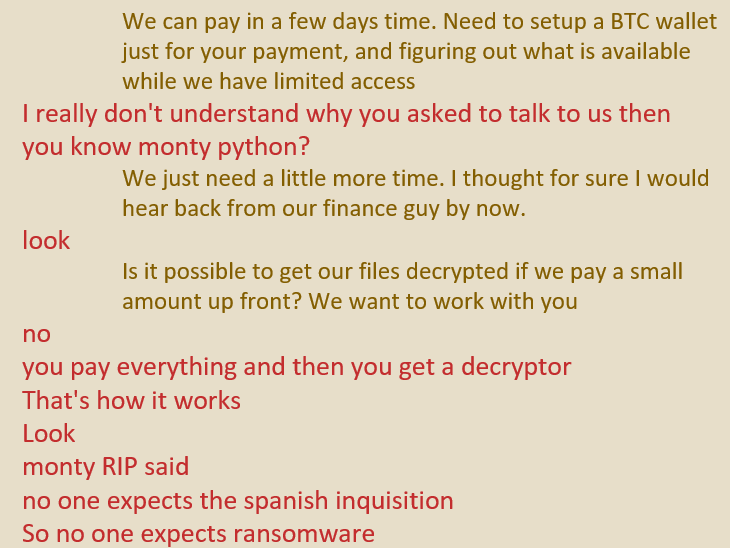 We can pay in a few days time. Need to setup a BTC wallet
just for your payment, and figuring out what is available
while we have limited access
I really don't understand why you asked to talk to us then
you know monty python?
We just need a little more time. I thought for sure I would
hear back from our finance guy by now.
look
Is it possible to get our files decrypted if we pay a small
amount up front? We want to work with you
no
you pay everything and then you get a decryptor
That's how it works
Look
monty RIP said
no one expects the spanish inquisition
So no one expects ransomware